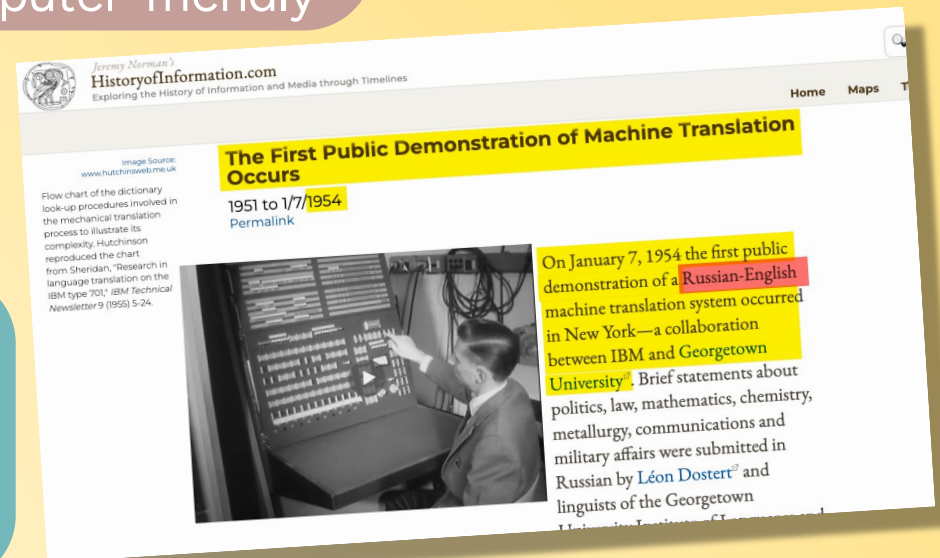 puter-friendly
Jeremy Norman's
HistoryofInformation.com
Exploring the History of Information and Media through Timelines
Home Maps
Image Source:
www.hutchinsweb.me.uk
Flow chart of the dictionary
look-up procedures involved in
the mechanical translation
process to illustrate its
complexity. Hutchinson
reproduced the chart
from Sheridan, "Research in
language translation on the
IBM type 701," IBM Technical
Newsletter 9 (1955) 5-24.
The First Public Demonstration of Machine Translation
Occurs
1951 to 1/7/1954
Permalink
On January 7, 1954 the first public
demonstration of a Russian-English
machine translation system occurred
in New York—a collaboration
between IBM and Georgetown
University. Brief statements about
politics, law, mathematics, chemistry,
metallurgy, communications and
military affairs were submitted in
Russian by Léon Dostert and
linguists of the Georgetown